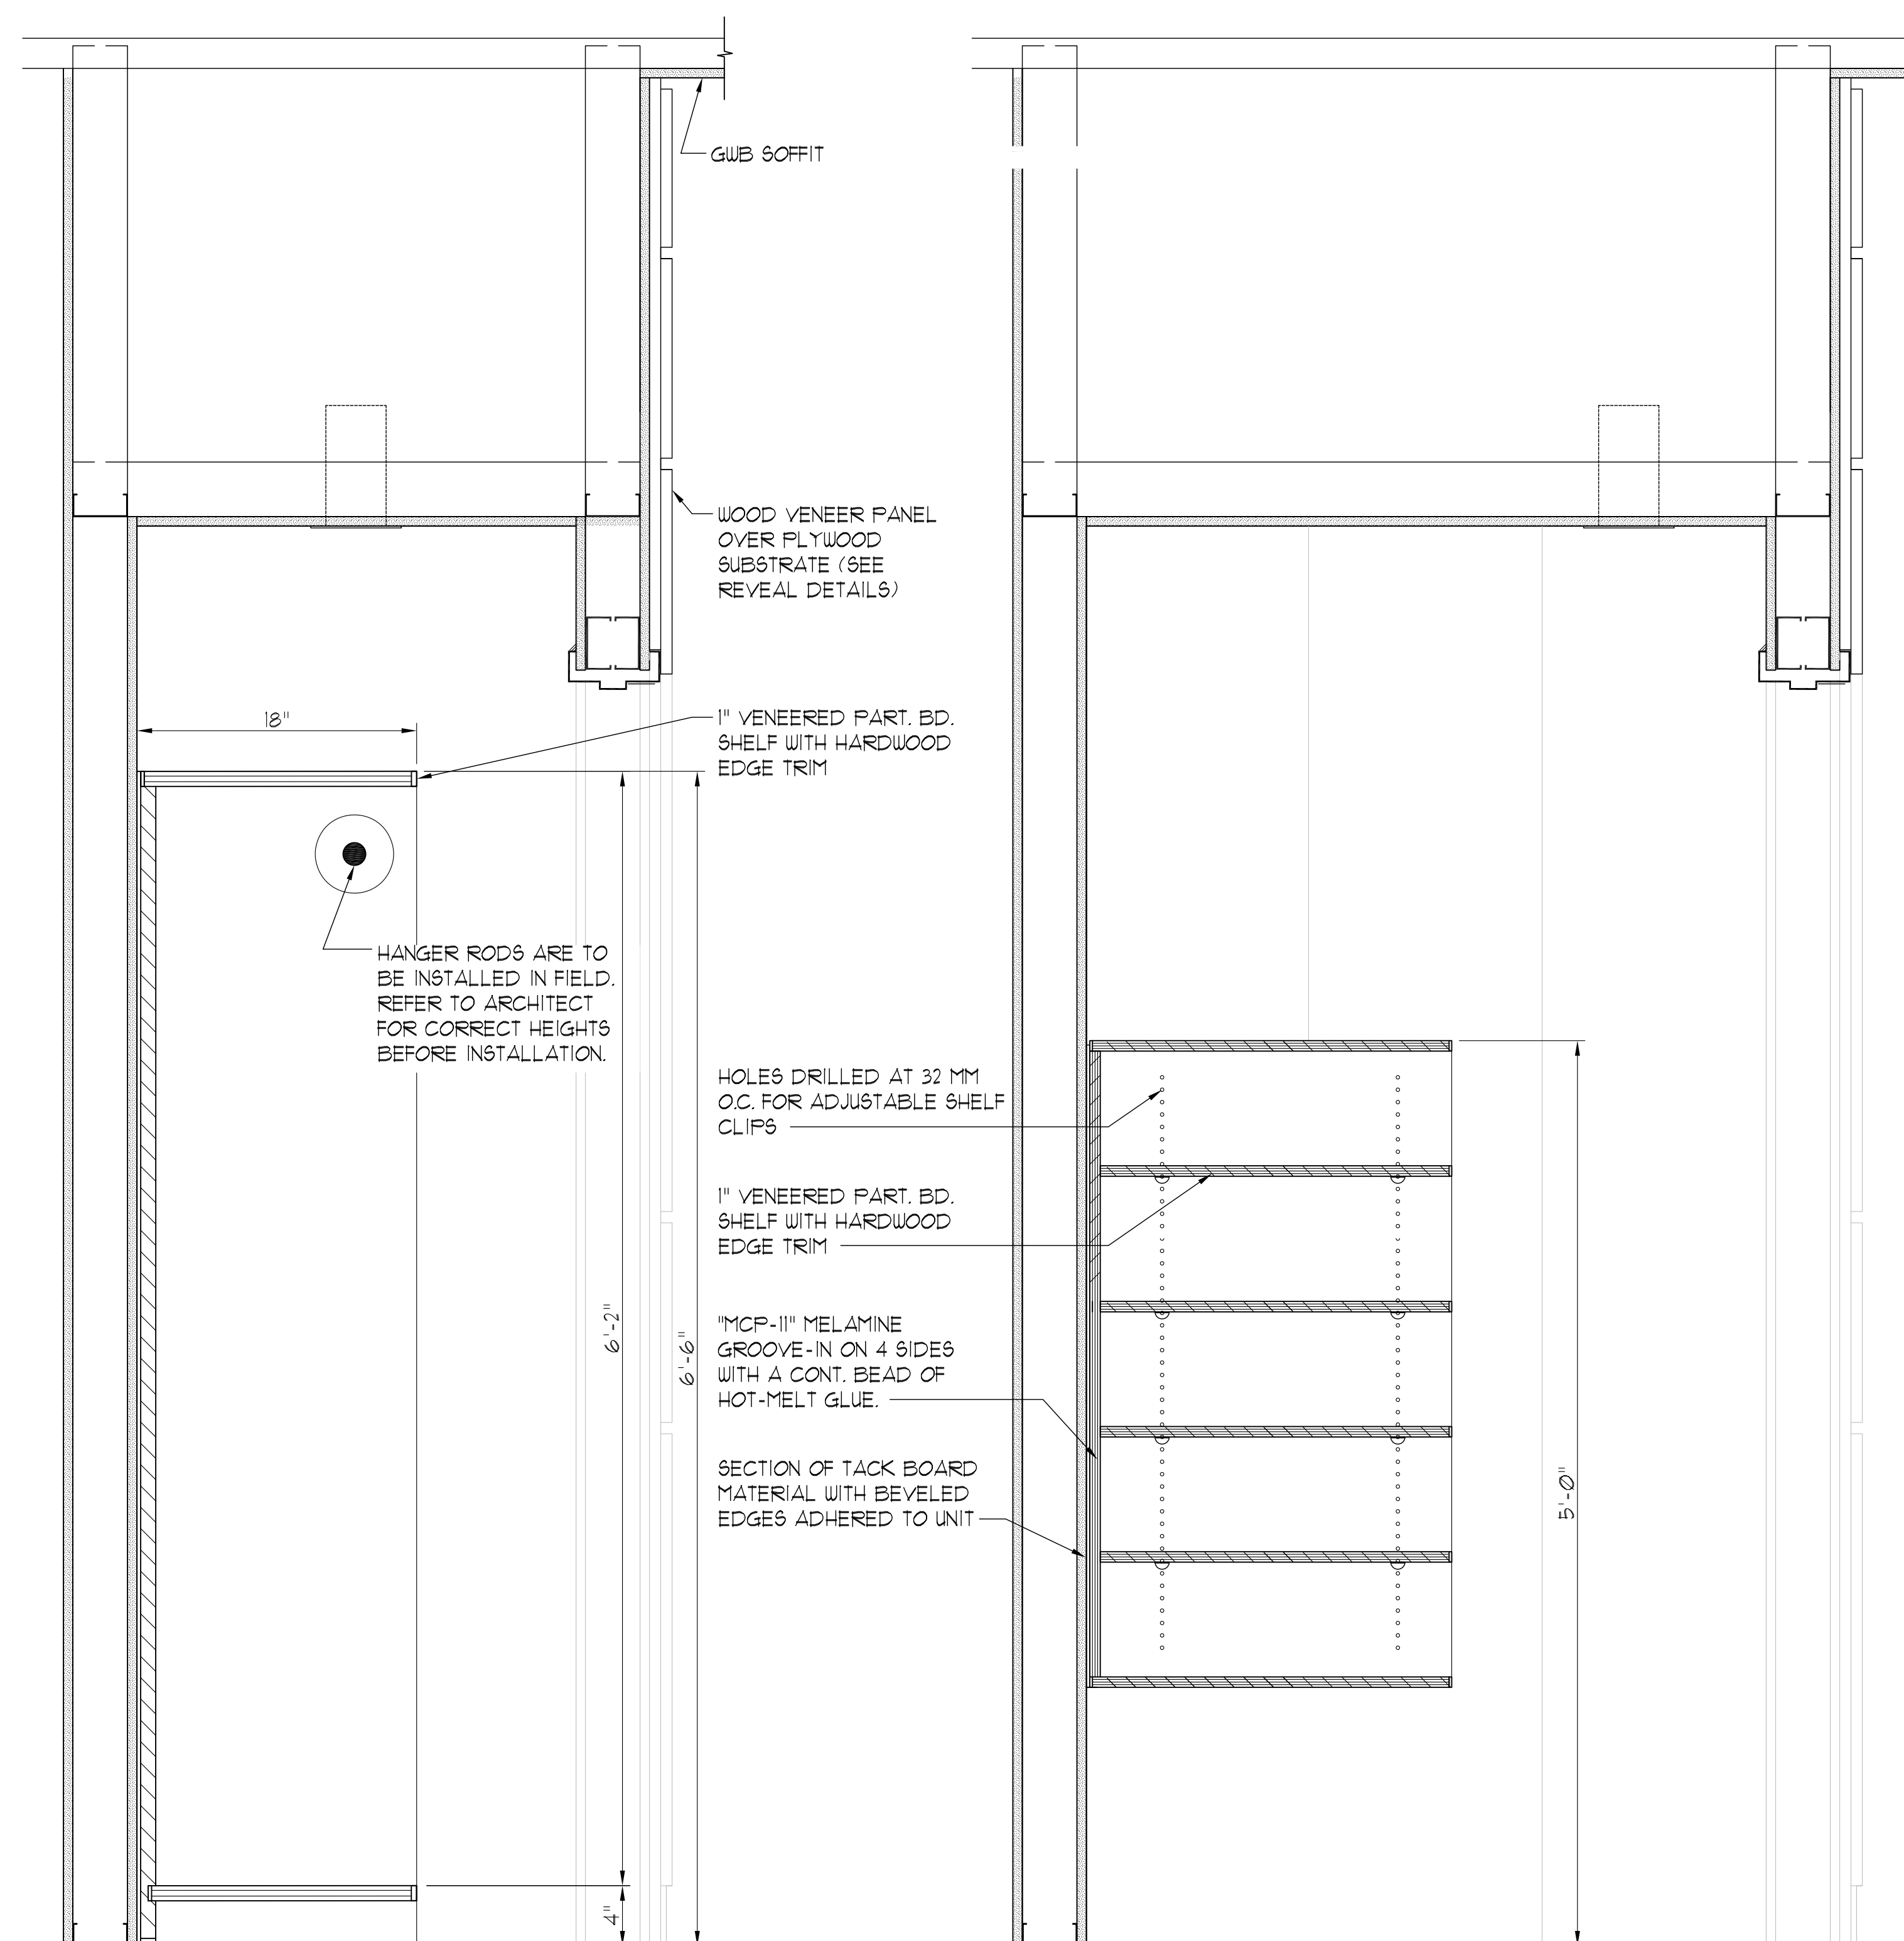 GWB SOFFIT
WOOD VENEER PANEL
OVER PLYWOOD
SUBSTRATE (SEE
REVEAL DETAILS)
18"
1" VENEERED PART. BD.
SHELF WITH HARDWOOD
EDGE TRIM
HANGER RODS ARE TO
BE INSTALLED IN FIELD.
REFER TO ARCHITECT
FOR CORRECT HEIGHTS
BEFORE INSTALLATION.
HOLES DRILLED AT 32 MM
O.C. FOR ADJUSTABLE SHELF
CLIPS
1" VENEERED PART. BD.
SHELF WITH HARDWOOD
EDGE TRIM
6'-2"
6'-6"
"MCP-11" MELAMINE
GROOVE-IN ON 4 SIDES
WITH A CONT. BEAD OF
HOT-MELT GLUE.
SECTION OF TACK BOARD
MATERIAL WITH BEVELED
EDGES ADHERED TO UNIT
5'-0"
4"